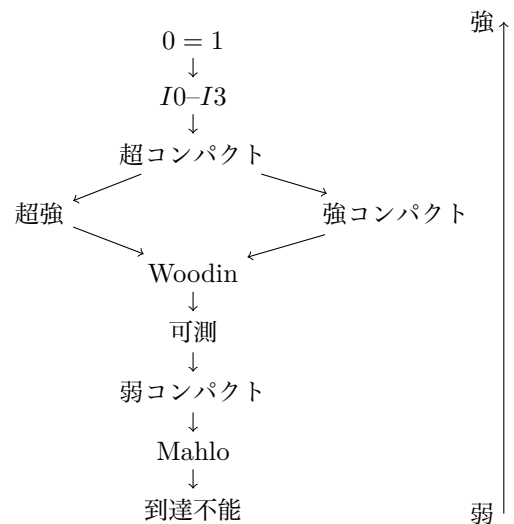 強
0 = 1
I0–I3
超コンパクト
超強
強コンパクト
Woodin
可測
弱コンパクト
Mahlo
到達不能
弱